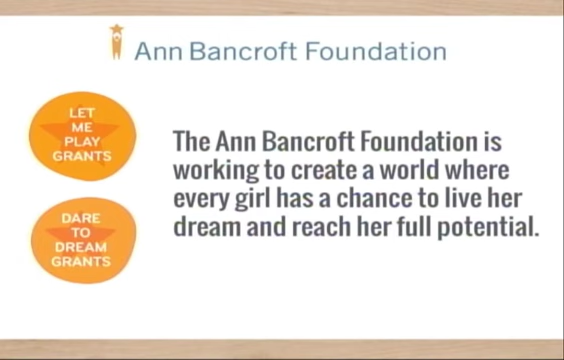 Ann Bancroft Foundation
LET
ME
PLAY
GRANTS
The Ann Bancroft Foundation is
working to create a world where
every girl has a chance to live her
dream and reach her full potential.
DARE
TO
DREAM
GRANTS